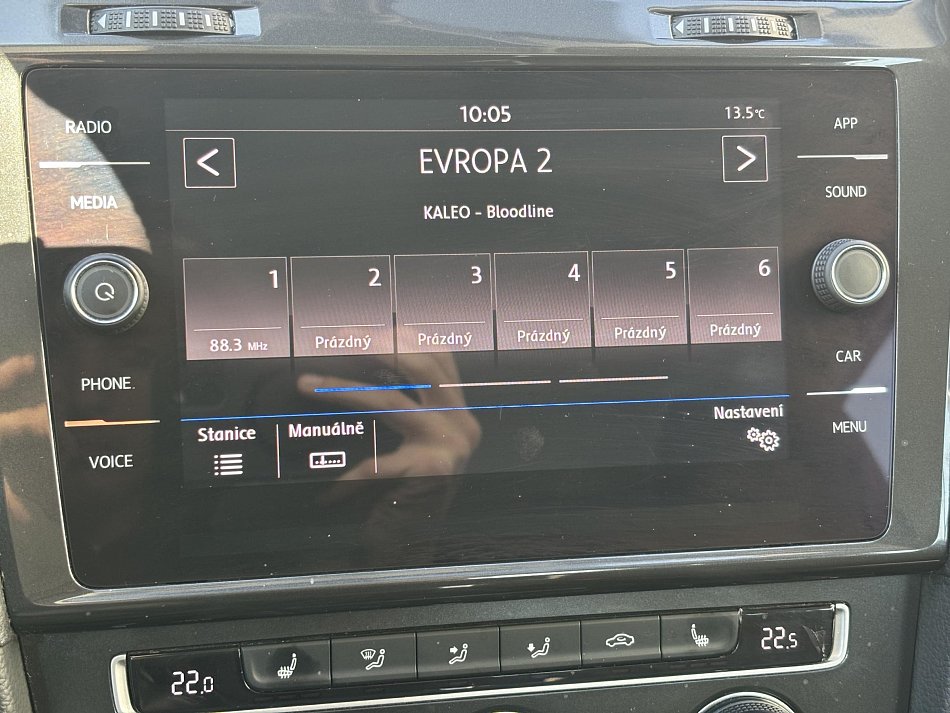 10:05
13.5°C
RADIO
APP
<
EVROPA 2
>
MEDIA
SOUND
KALEO - Bloodline
1
2
3
4
5
6
88.3 MHz
Prázdný
Prázdný
Prázdný
Prázdný
Prázdný
PHONE
CAR
Stanice
Manuálně
Nastavení
VOICE
MENU
22.0
22.5